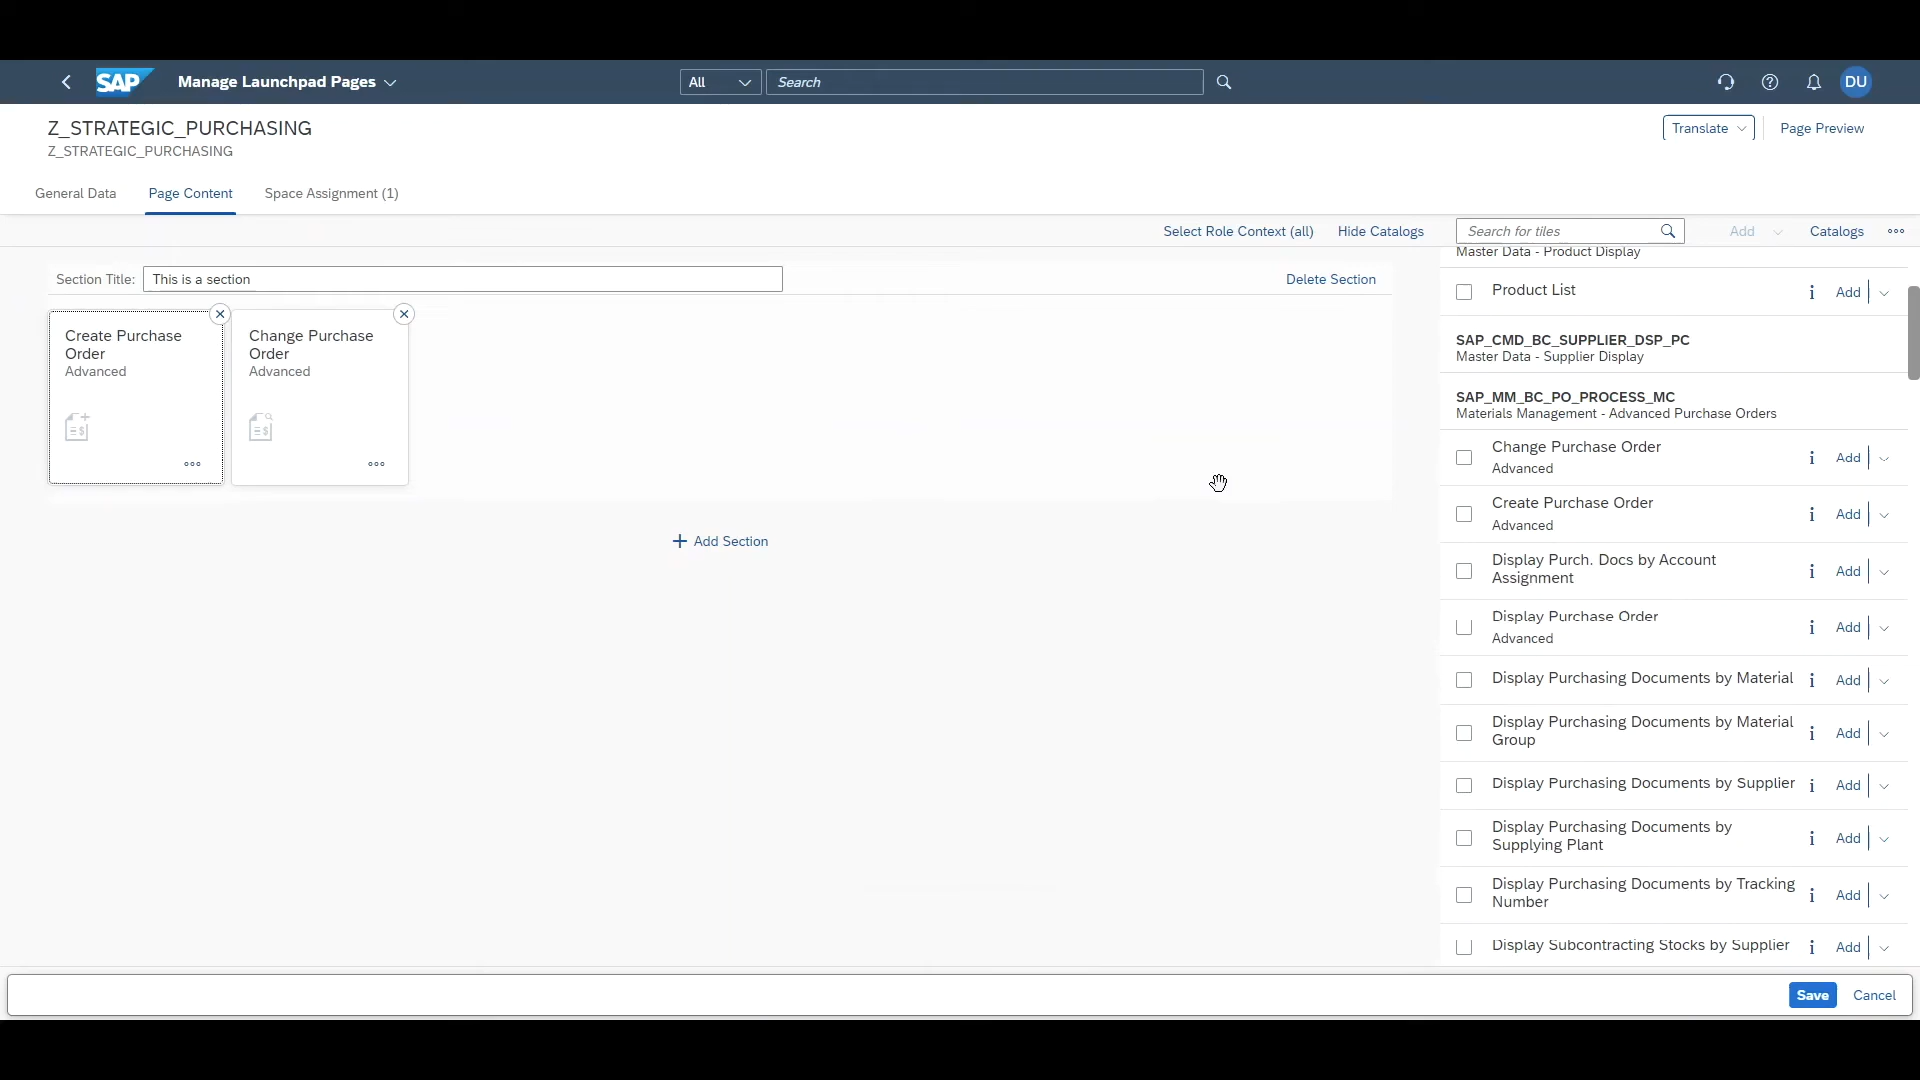 SAP
Manage Launchpad Pages
All
Search
DU
Z_STRATEGIC_PURCHASING
Z_STRATEGIC_PURCHASING
Translate
Page Preview
General Data
Page Content
Space Assignment (1)
Select Role Context (all)
Hide Catalogs
Search for tiles
Add
Catalogs
Section Title:
This is a section
Delete Section
Create Purchase
Order
Advanced
Change Purchase
Order
Advanced
Add Section
Master Data - Product Display
Product List
Add
SAP_CMD_BC_SUPPLIER_DSP_PC
Master Data - Supplier Display
SAP_MM_BC_PO_PROCESS_MC
Materials Management - Advanced Purchase Orders
Change Purchase Order
Advanced
Add
Create Purchase Order
Advanced
Add
Display Purch. Docs by Account
Assignment
Add
Display Purchase Order
Advanced
Add
Display Purchasing Documents by Material
Add
Display Purchasing Documents by Material
Group
Add
Display Purchasing Documents by Supplier
Add
Display Purchasing Documents by
Supplying Plant
Add
Display Purchasing Documents by Tracking
Number
Add
Display Subcontracting Stocks by Supplier
Add
Save
Cancel